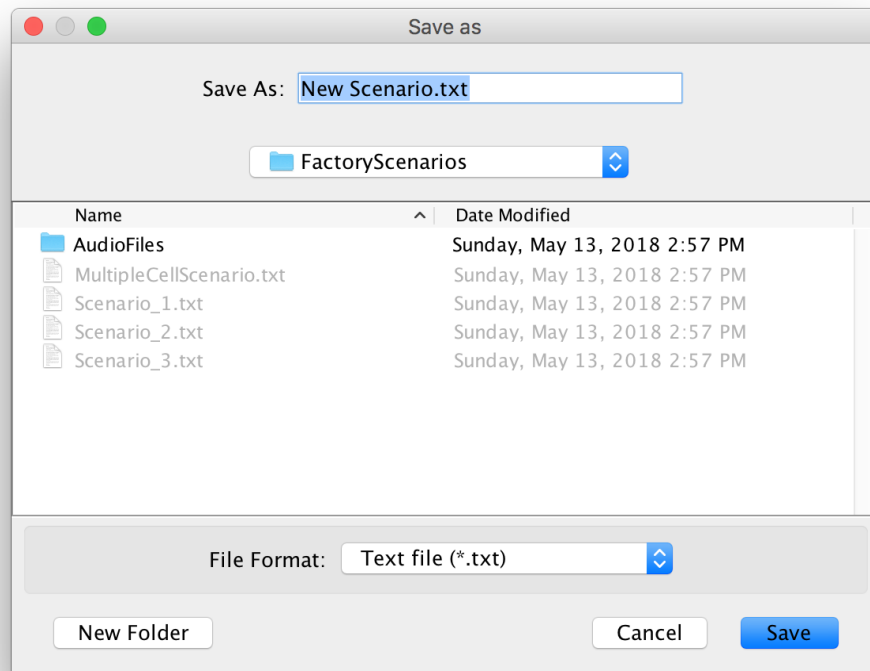 Save as
Save As: New Scenario.txt
FactoryScenarios
Name Date Modified
AudioFiles Sunday, May 13, 2018 2:57 PM
MultipleCellScenario.txt Sunday, May 13, 2018 2:57 PM
Scenario_1.txt Sunday, May 13, 2018 2:57 PM
Scenario_2.txt Sunday, May 13, 2018 2:57 PM
Scenario_3.txt Sunday, May 13, 2018 2:57 PM
File Format: Text file (*.txt)
New Folder Cancel Save